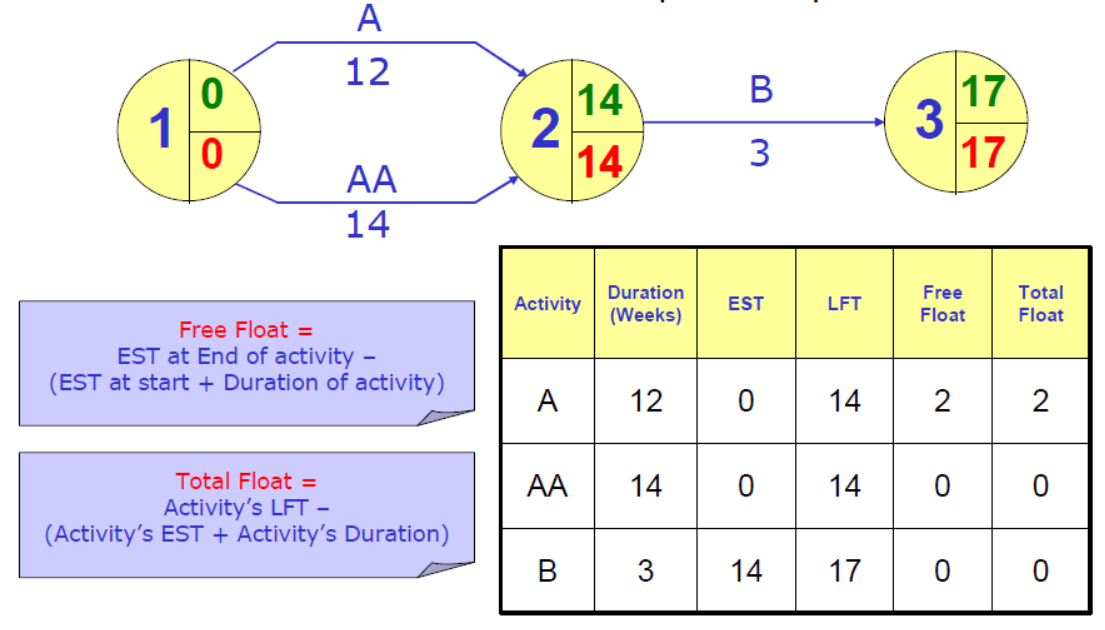 A
12
1
0
0
AA
14
2
14
14
B
3
3
17
17
Free Float =
EST at End of activity –
(EST at start + Duration of activity)
Total Float =
Activity’s LFT –
(Activity’s EST + Activity’s Duration)
Activity Duration (Weeks) EST LFT Free Float Total Float
A 12 0 14 2 2
AA 14 0 14 0 0
B 3 14 17 0 0